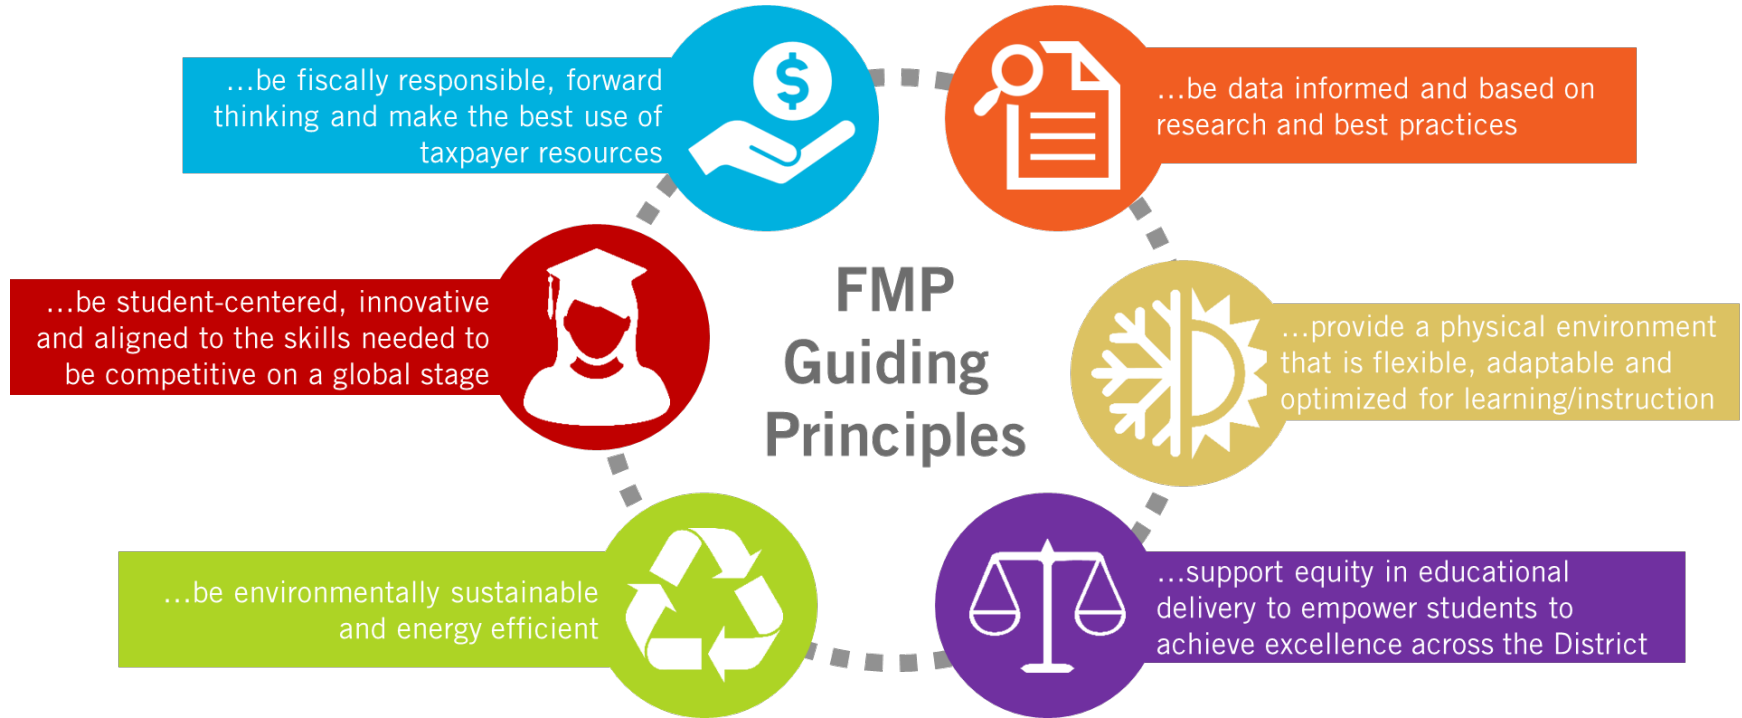 …be fiscally responsible, forward
thinking and make the best use of
taxpayer resources
…be data informed and based on
research and best practices
…be student-centered, innovative
and aligned to the skills needed to
be competitive on a global stage
FMP
Guiding
Principles
…provide a physical environment
that is flexible, adaptable and
optimized for learning/instruction
…be environmentally sustainable
and energy efficient
…support equity in educational
delivery to empower students to
achieve excellence across the District
$